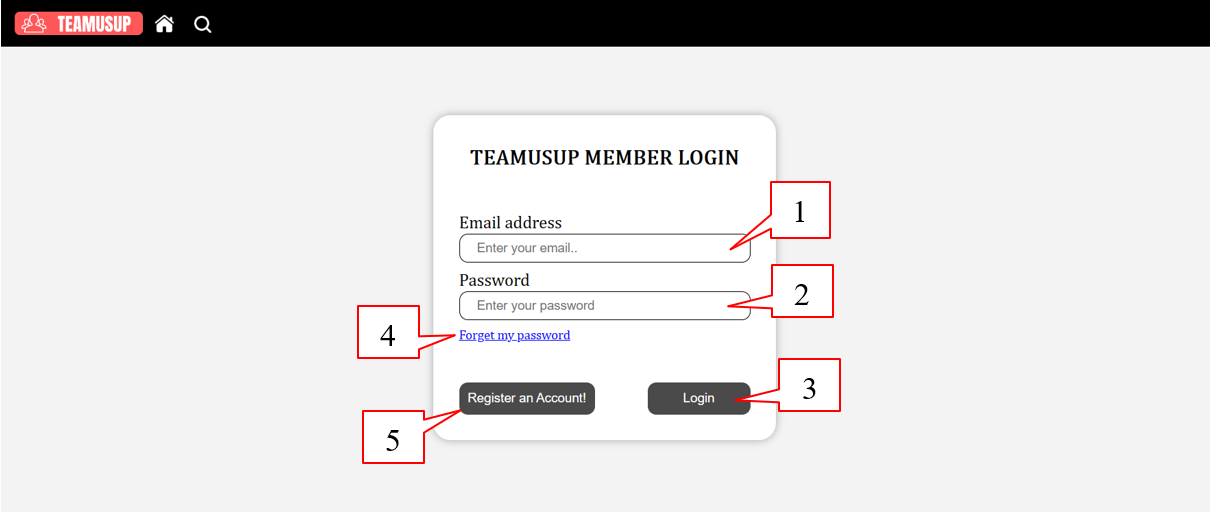 TEAMUSUP
TEAMUSUP MEMBER LOGIN
1
Email address
Enter your email..
Password
2
Enter your password
4
Forget my password
3
Register an Account!
Login
5